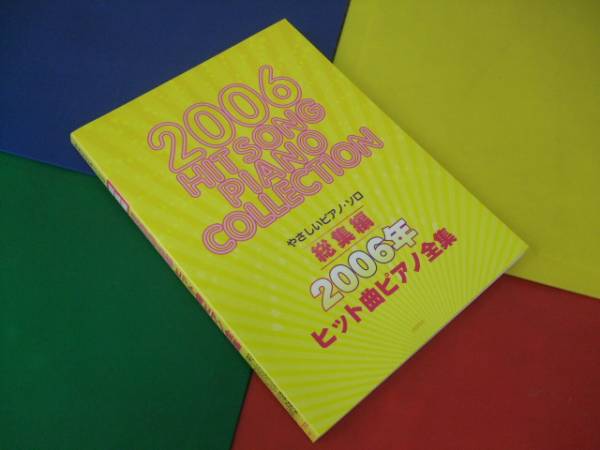 2006
HIT SONG
PIANO
COLLECTION
やさしいピアノ・ソロ
総集編
2006年
ヒット曲ピアノ全集